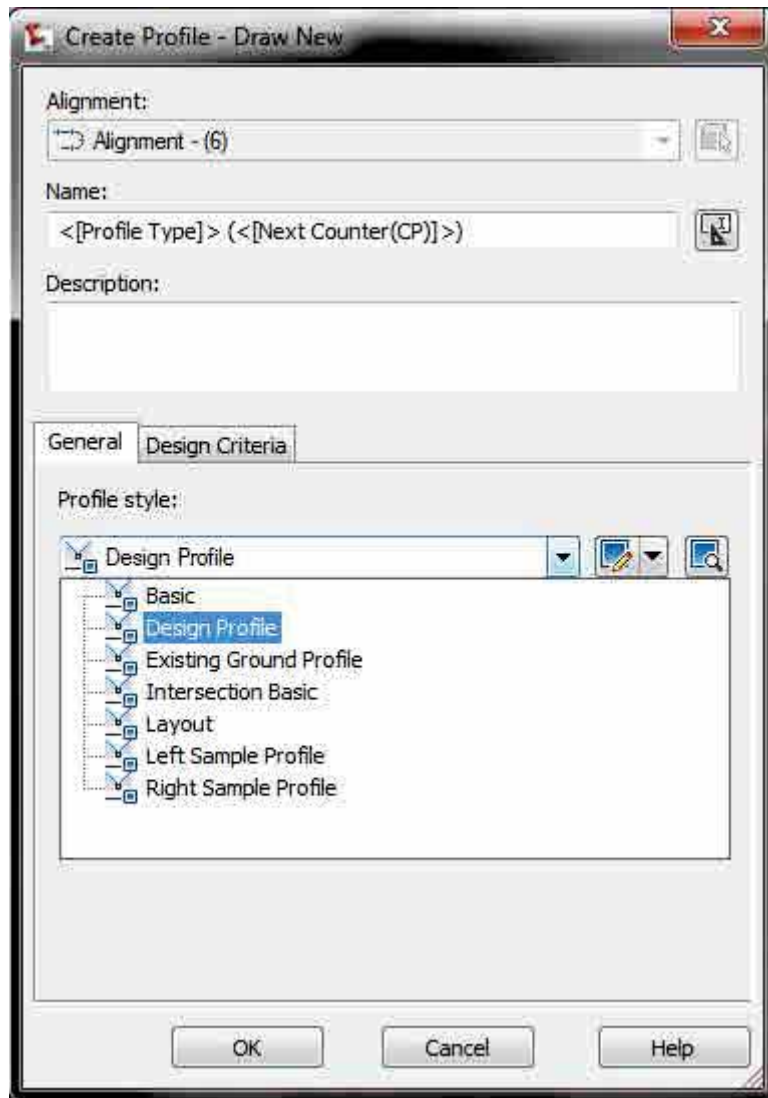 Create Profile - Draw New
Alignment:
Alignment - (6)
Name:
<[Profile Type]> (<[Next Counter(CP)]>)
Description:
General Design Criteria
Profile style:
Design Profile
Basic
Design Profile
Existing Ground Profile
Intersection Basic
Layout
Left Sample Profile
Right Sample Profile
OK Cancel Help